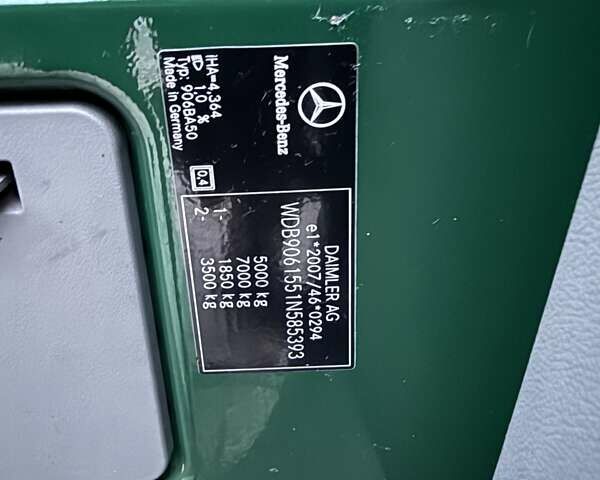 Mercedes-Benz
DAIMLER AG
e1*2007/46*0294
WDB9061551N585393
5000 kg
7000 kg
1- 1850 kg
2- 3500 kg
IHA=4,364
1,0 %
Typ: 906BA50
Made in Germany
0,4